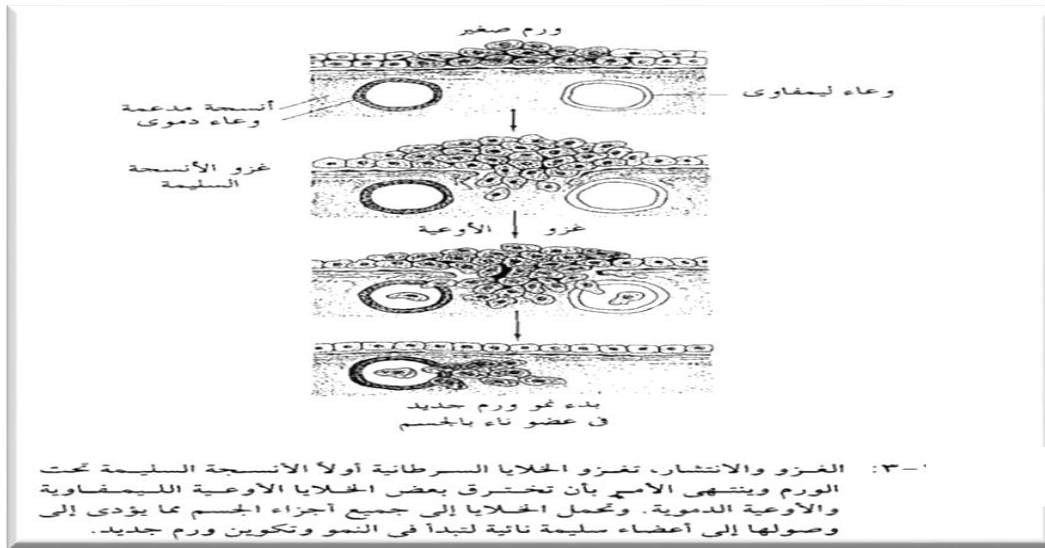 ورم صغير
أنسجة مدعمة
وعاء دموى
وعاء ليمفاوى
غزو الأنسجة
السليمة
غزو الأوعية
بدء نمو ورم جديد
فى عضو ناء بالجسم
-٣: الغزو والانتشار، تغزو الخلايا السرطانية أولاً الأنسجة السليمة تحت
الورم وينتهى الأمر بأن تخترق بعض الخلايا الأوعية الليمفاوية
والأوعية الدموية. وتحمل الخلايا إلى جميع أجزاء الجسم مما يؤدى إلى
وصولها إلى أعضاء سليمة نائية لتبدأ فى النمو وتكوين ورم جديد.